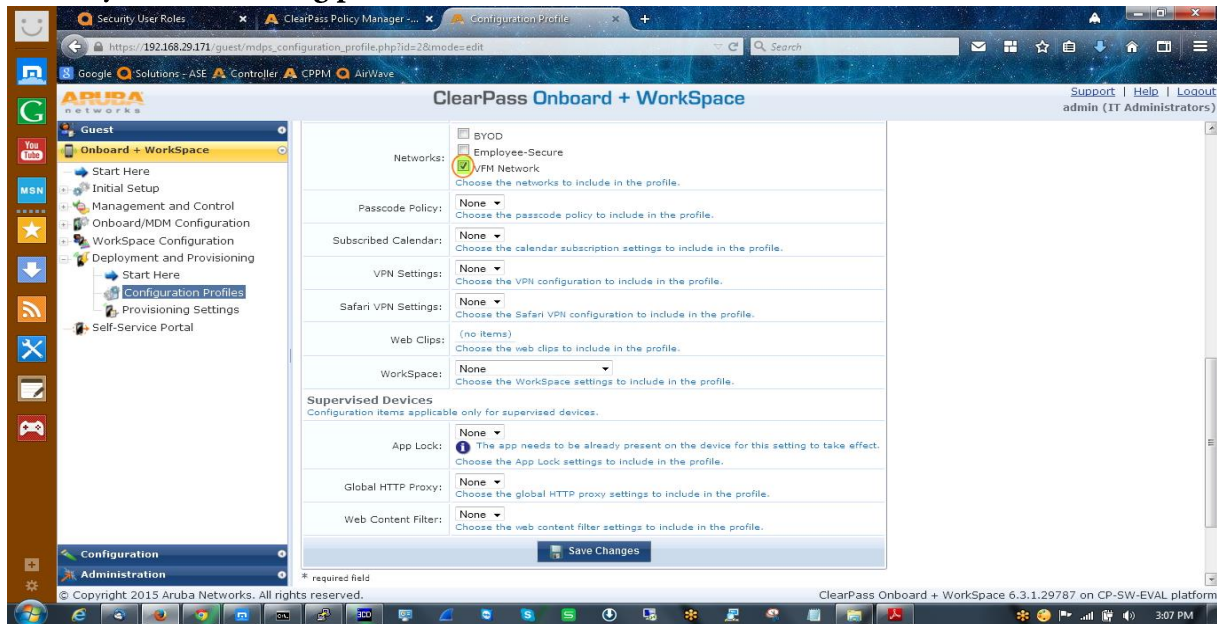 Security User Roles
ClearPass Policy Manager -...
Configuration Profile
https://192.168.29.171/guest/mdps_configuration_profile.php?id=2&mode=edit
Search
Google
Solutions - ASE
Controller
CPPM
AirWave
ARUBA
networks
ClearPass Onboard + WorkSpace
Support | Help | Logout
admin (IT Administrators)
Guest
Onboard + WorkSpace
Start Here
Initial Setup
Management and Control
Onboard/MDM Configuration
WorkSpace Configuration
Deployment and Provisioning
Start Here
Configuration Profiles
Provisioning Settings
Self-Service Portal
Configuration
Administration
Networks:
BYOD
Employee-Secure
VFM Network
Choose the networks to include in the profile.
Passcode Policy:
None
Choose the passcode policy to include in the profile.
Subscribed Calendar:
None
Choose the calendar subscription settings to include in the profile.
VPN Settings:
None
Choose the VPN configuration to include in the profile.
Safari VPN Settings:
None
Choose the Safari VPN configuration to include in the profile.
Web Clips:
(no items)
Choose the web clips to include in the profile.
WorkSpace:
None
Choose the WorkSpace settings to include in the profile.
Supervised Devices
Configuration items applicable only for supervised devices.
App Lock:
None
The app needs to be already present on the device for this setting to take effect.
Choose the App Lock settings to include in the profile.
Global HTTP Proxy:
None
Choose the global HTTP proxy settings to include in the profile.
Web Content Filter:
None
Choose the web content filter settings to include in the profile.
Save Changes
* required field
© Copyright 2015 Aruba Networks. All rights reserved.
ClearPass Onboard + WorkSpace 6.3.1.29787 on CP-SW-EVAL platform
You
Tube
MSN
3:07 PM